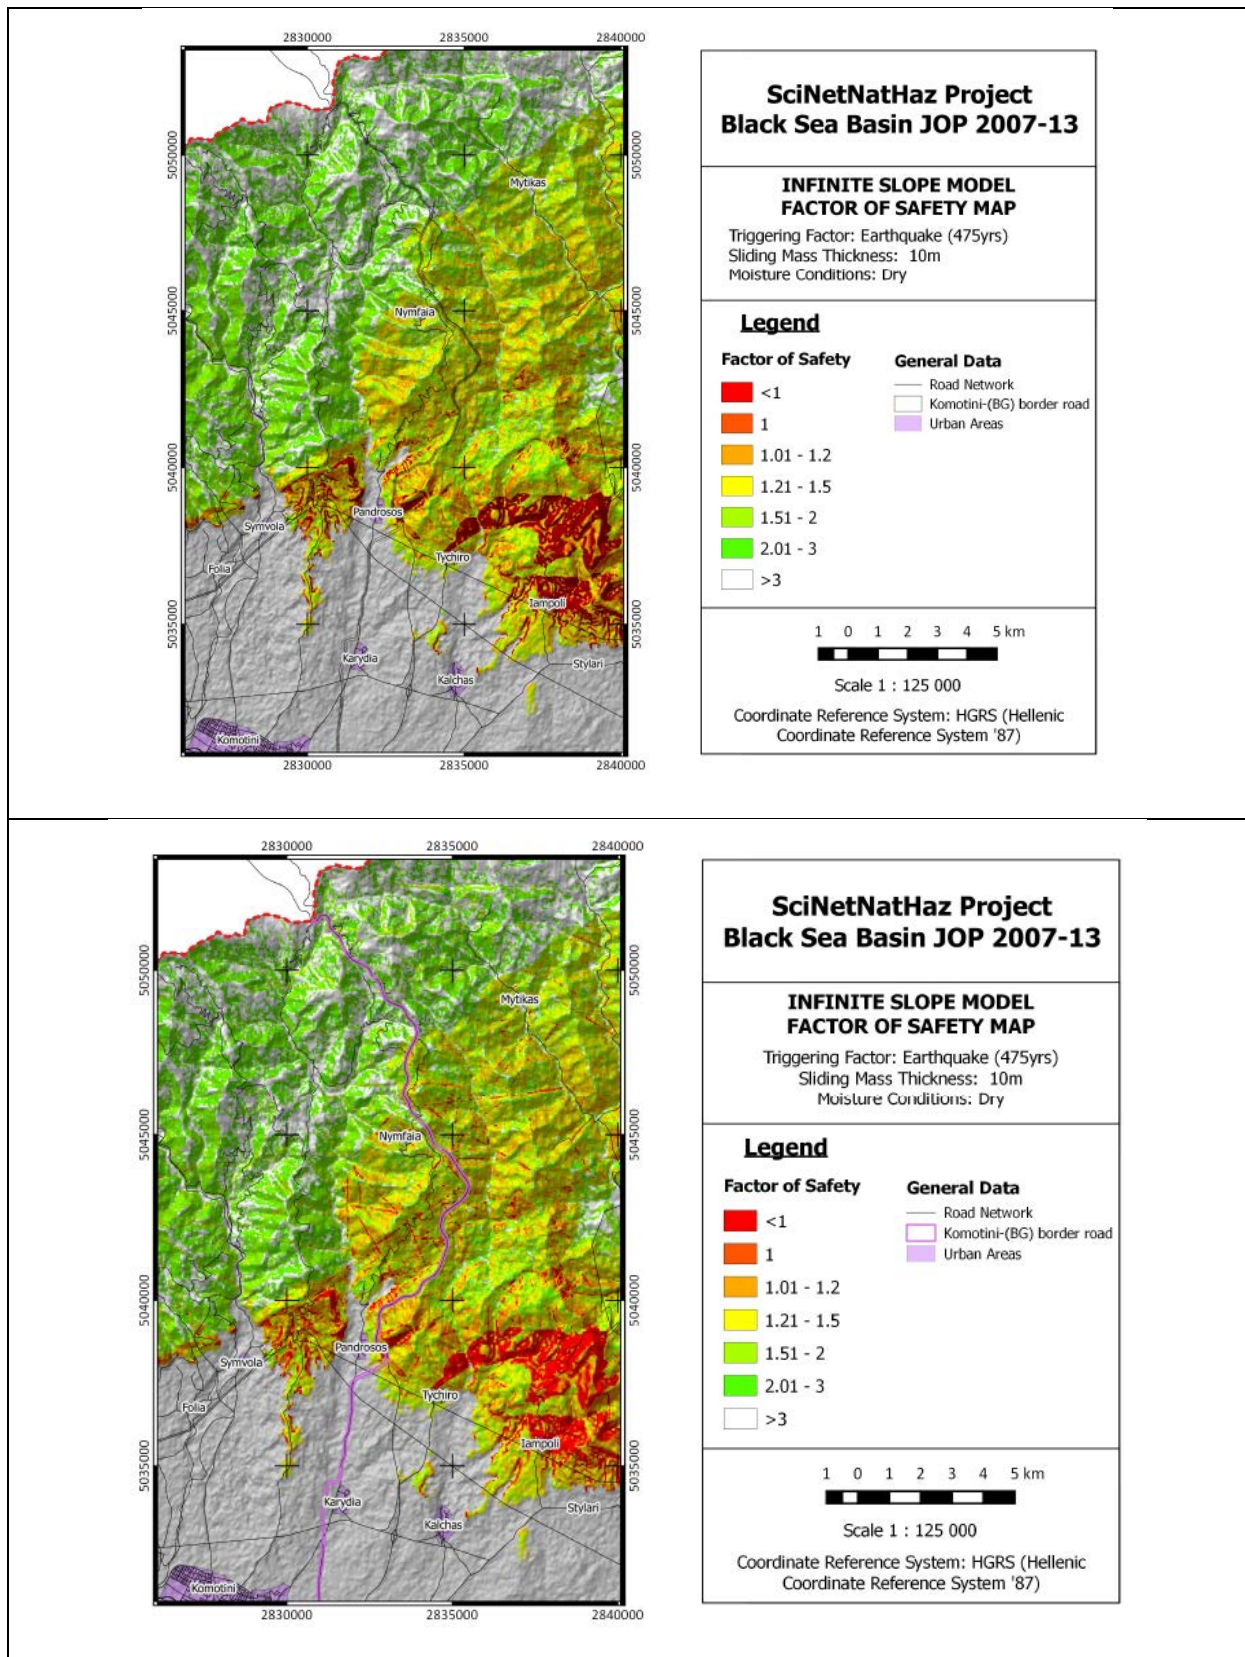 2830000 2835000 2840000
5050000 5050000
Mytikas
5045000 5045000
Nymfaia
5040000 5040000
Pandrosos
Symvola
Tychiro
Folia
Iampoli
5035000 5035000
Karydia
Stylari
Kalchas
Komotini
2830000 2835000 2840000
SciNetNatHaz Project
Black Sea Basin JOP 2007-13
INFINITE SLOPE MODEL
FACTOR OF SAFETY MAP
Triggering Factor: Earthquake (475yrs)
Sliding Mass Thickness: 10m
Moisture Conditions: Dry
Legend
Factor of Safety General Data
<1 Road Network
1 Komotini-(BG) border road
1.01 - 1.2 Urban Areas
1.21 - 1.5
1.51 - 2
2.01 - 3
>3
1 0 1 2 3 4 5 km
Scale 1 : 125 000
Coordinate Reference System: HGRS (Hellenic
Coordinate Reference System '87)
2830000 2835000 2840000
5050000 5050000
Mytikas
5045000 5045000
Nymfaia
5040000 5040000
Pandrosos
Symvola
Tychiro
Folia
Iampoli
5035000 5035000
Karydia
Stylari
Kalchas
Komotini
2830000 2835000 2840000
SciNetNatHaz Project
Black Sea Basin JOP 2007-13
INFINITE SLOPE MODEL
FACTOR OF SAFETY MAP
Triggering Factor: Earthquake (475yrs)
Sliding Mass Thickness: 10m
Moisture Conditions: Dry
Legend
Factor of Safety General Data
<1 Road Network
1 Komotini-(BG) border road
1.01 - 1.2 Urban Areas
1.21 - 1.5
1.51 - 2
2.01 - 3
>3
1 0 1 2 3 4 5 km
Scale 1 : 125 000
Coordinate Reference System: HGRS (Hellenic
Coordinate Reference System '87)